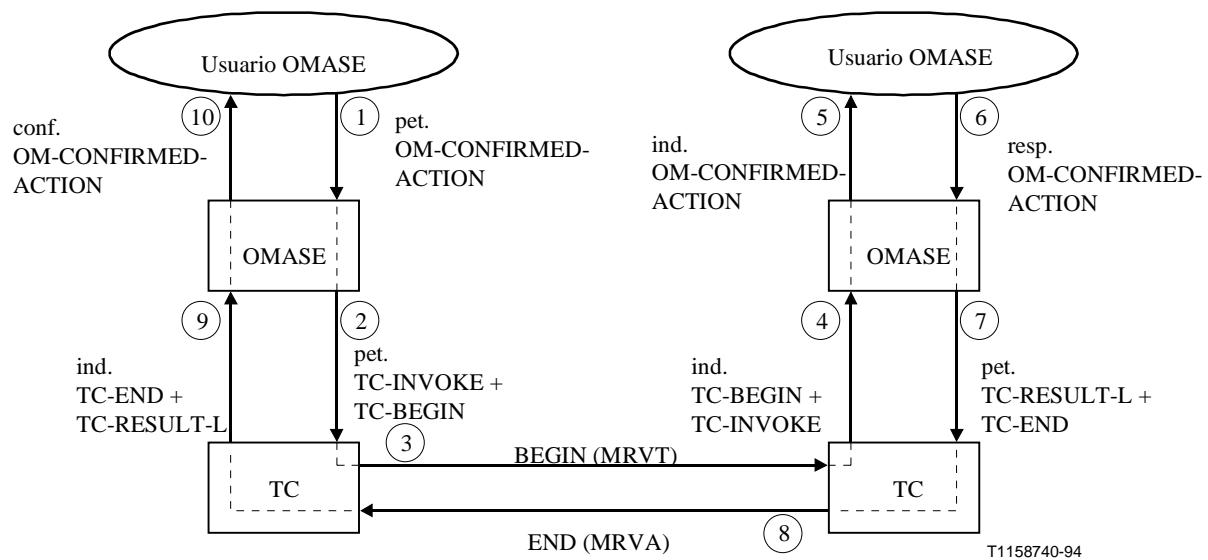 Usuario OMASE
Usuario OMASE
10
1
5
6
conf.
OM-CONFIRMED-
ACTION
pet.
OM-CONFIRMED-
ACTION
ind.
OM-CONFIRMED-
ACTION
resp.
OM-CONFIRMED-
ACTION
OMASE
OMASE
9
2
4
7
ind.
TC-END +
TC-RESULT-L
pet.
TC-INVOKE +
TC-BEGIN
ind.
TC-BEGIN +
TC-INVOKE
pet.
TC-RESULT-L +
TC-END
3
BEGIN (MRVT)
TC
TC
8
END (MRVA)
T1158740-94